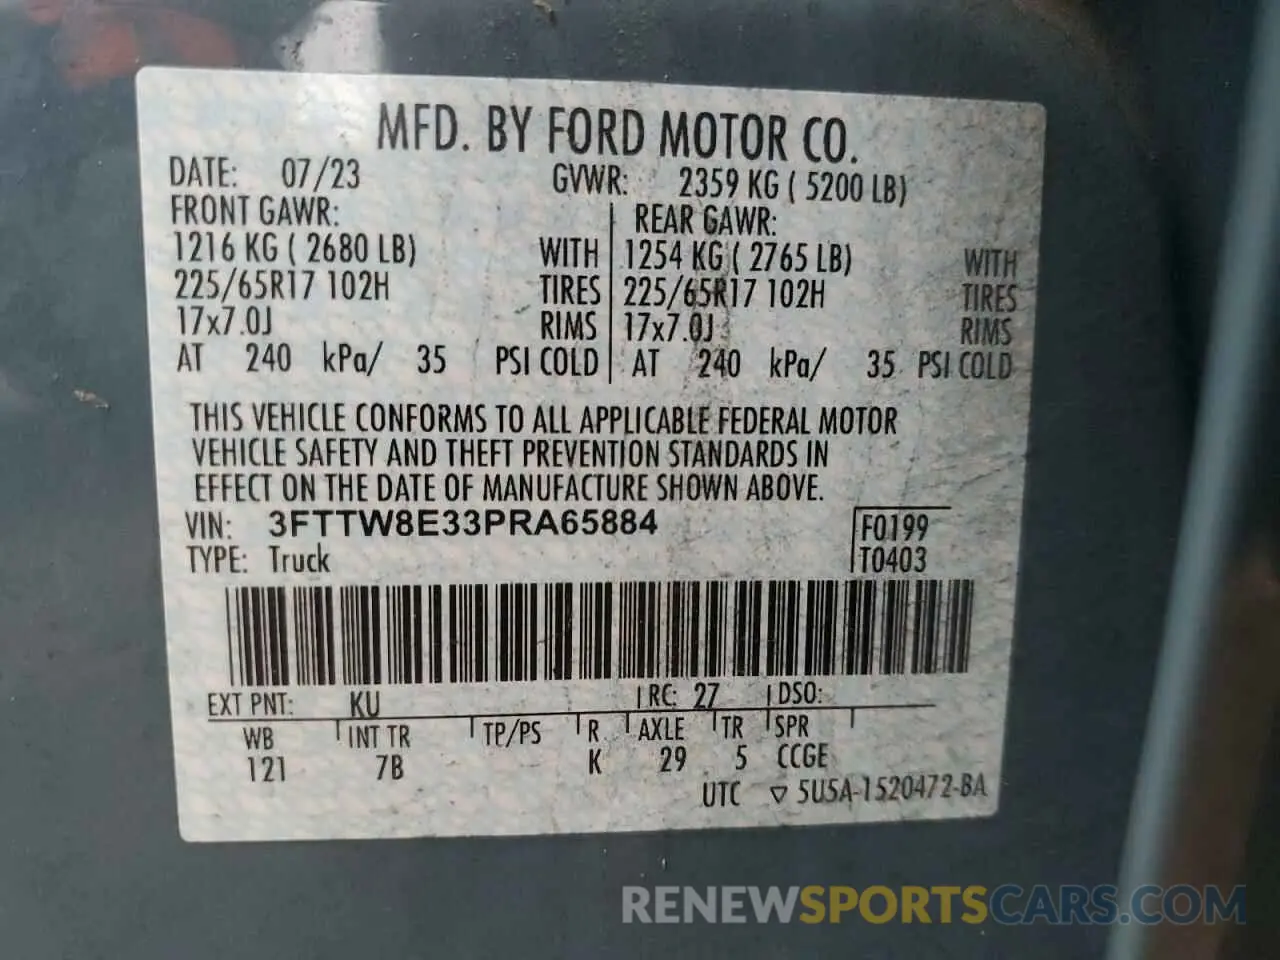 MFD. BY FORD MOTOR CO.
DATE: 07/23 GVWR: 2359 KG ( 5200 LB)
FRONT GAWR: REAR GAWR:
1216 KG ( 2680 LB) WITH 1254 KG ( 2765 LB) WITH
225/65R17 102H TIRES 225/65R17 102H TIRES
17x7.0J RIMS 17x7.0J RIMS
AT 240 kPa/ 35 PSI COLD AT 240 kPa/ 35 PSI COLD
THIS VEHICLE CONFORMS TO ALL APPLICABLE FEDERAL MOTOR
VEHICLE SAFETY AND THEFT PREVENTION STANDARDS IN
EFFECT ON THE DATE OF MANUFACTURE SHOWN ABOVE.
VIN: 3FTTW8E33PRA65884 F0199
TYPE: Truck T0403
EXT PNT: KU RC: 27 DSO:
WB INT TR TP/PS R AXLE TR SPR
121 7B K 29 5 CCGE
UTC ▽ 5U5A-1520472-BA
RENEWSPORTSCARS.COM